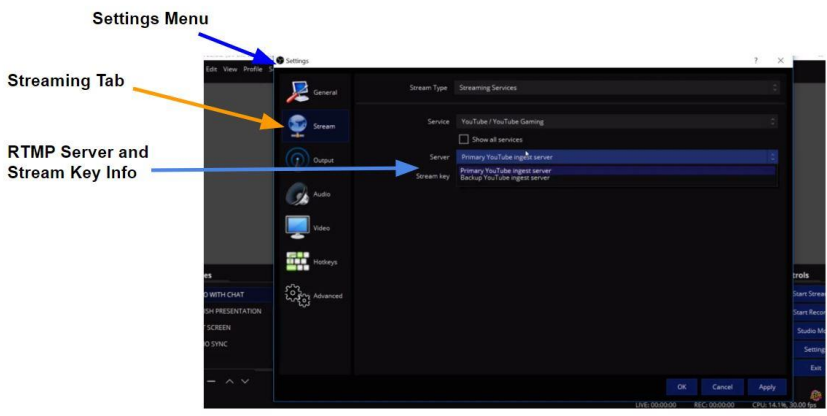 Settings Menu
Streaming Tab
RTMP Server and
Stream Key Info
Edit View Profile
Settings
General
Stream
Output
Audio
Video
Hotkeys
Advanced
Stream Type Streaming Services
Service YouTube / YouTube Gaming
Show all services
Server Primary YouTube ingest server
Primary YouTube ingest server
Backup YouTube ingest server
Stream key
OK Cancel Apply
es
O WITH CHAT
ISH PRESENTATION
SCREEN
O SYNC
trols
Start Strea
Start Recor
Studio Mo
Setting
Exit
LIVE: 00:00:00 REC: 00:00:00 CPU: 14.1%, 30.00 fps